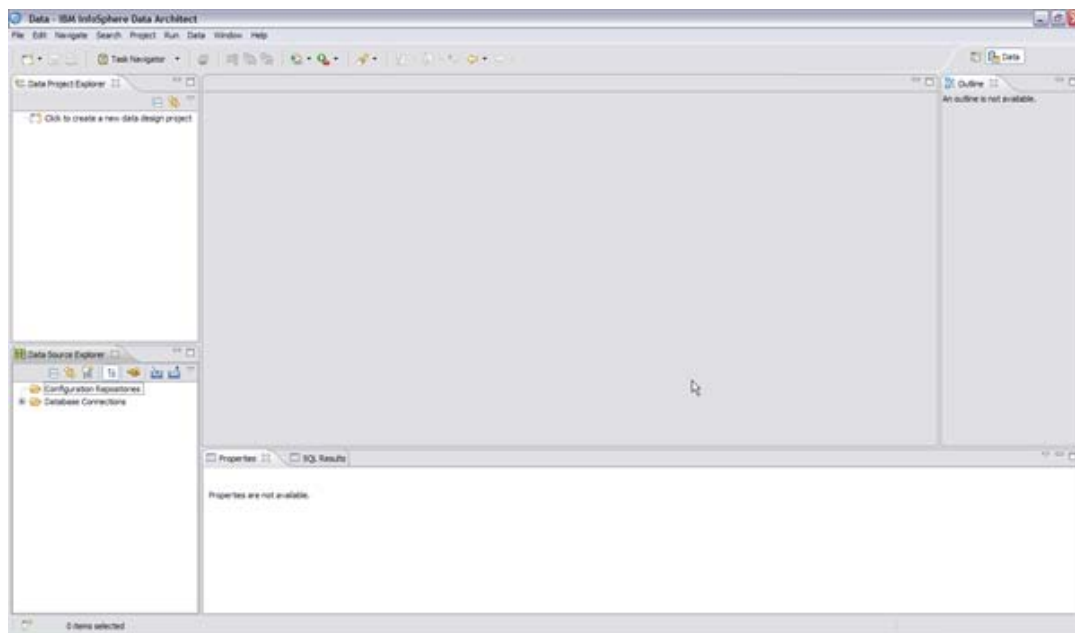 Data - IBM InfoSphere Data Architect
File Edit Navigate Search Project Run Data Window Help
Task Navigator
Data
Data Project Explorer
Click to create a new data design project
Outline
An outline is not available.
Data Source Explorer
Configuration Repositories
Database Connections
Properties
SQL Results
Properties are not available.
0 items selected